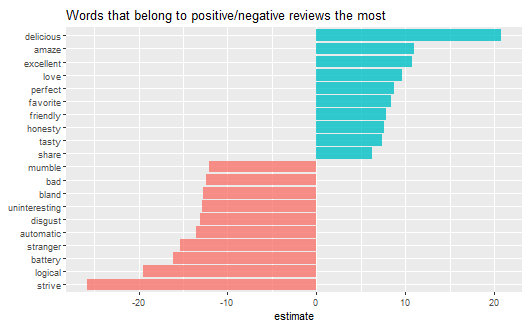 Words that belong to positive/negative reviews the most
delicious
amaze
excellent
love
perfect
favorite
friendly
honesty
tasty
share
mumble
bad
bland
uninteresting
disgust
automatic
stranger
battery
logical
strive
-20 -10 0 10 20
estimate